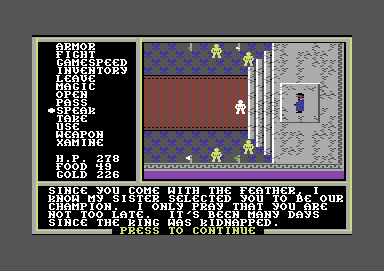 ARMOR
FIGHT
GAMESPEED
INVENTORY
LEAVE
MAGIC
OPEN
PASS
SPEAK
TAKE
USE
WEAPON
XAMINE
H.P. 278
FOOD 49
GOLD 226
SINCE YOU COME WITH THE FEATHER, I
KNOW MY SISTER SELECTED YOU TO BE OUR
CHAMPION. I ONLY PRAY THAT YOU ARE
NOT TOO LATE. IT'S BEEN MANY DAYS
SINCE THE KING WAS KIDNAPPED.
PRESS TO CONTINUE